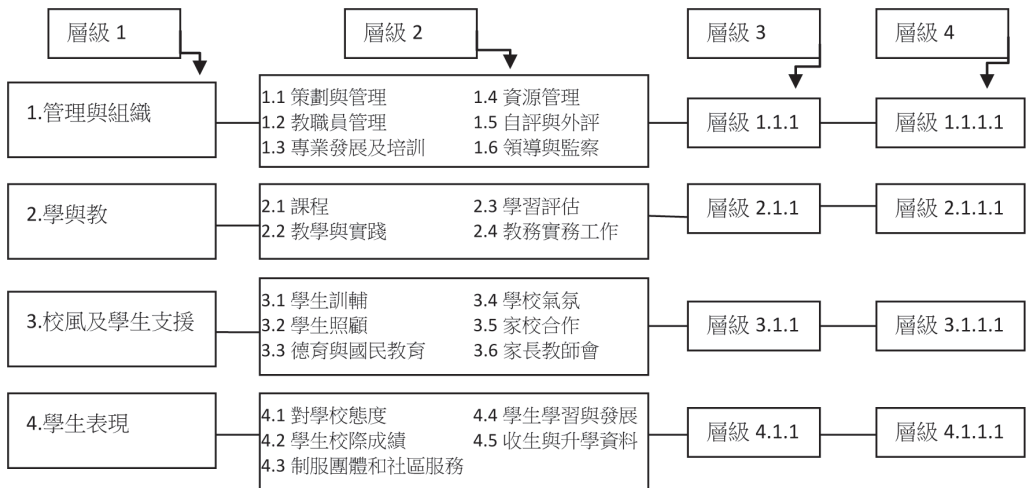 層級 1
層級 2
層級 3
層級 4
1.管理與組織
1.1 策劃與管理 1.4 資源管理
1.2 教職員管理 1.5 自評與外評
1.3 專業發展及培訓 1.6 領導與監察
層級 1.1.1
層級 1.1.1.1
2.學與教
2.1 課程 2.3 學習評估
2.2 教學與實踐 2.4 教務實務工作
層級 2.1.1
層級 2.1.1.1
3.校風及學生支援
3.1 學生訓輔 3.4 學校氣氛
3.2 學生照顧 3.5 家校合作
3.3 德育與國民教育 3.6 家長教師會
層級 3.1.1
層級 3.1.1.1
4.學生表現
4.1 對學校態度 4.4 學生學習與發展
4.2 學生校際成績 4.5 收生與升學資料
4.3 制服團體和社區服務
層級 4.1.1
層級 4.1.1.1